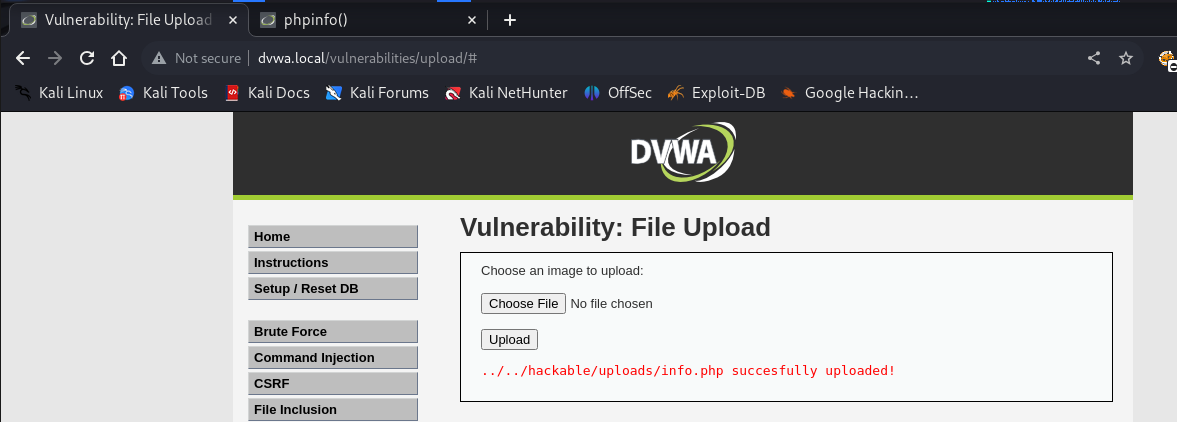 Vulnerability: File Upload
phpinfo()
Not secure dvwa.local/vulnerabilities/upload/#
Kali Linux Kali Tools Kali Docs Kali Forums Kali NetHunter OffSec Exploit-DB Google Hackin…
DVWA
Vulnerability: File Upload
Home
Instructions
Setup / Reset DB
Brute Force
Command Injection
CSRF
File Inclusion
Choose an image to upload:
Choose File No file chosen
Upload
../../hackable/uploads/info.php succesfully uploaded!